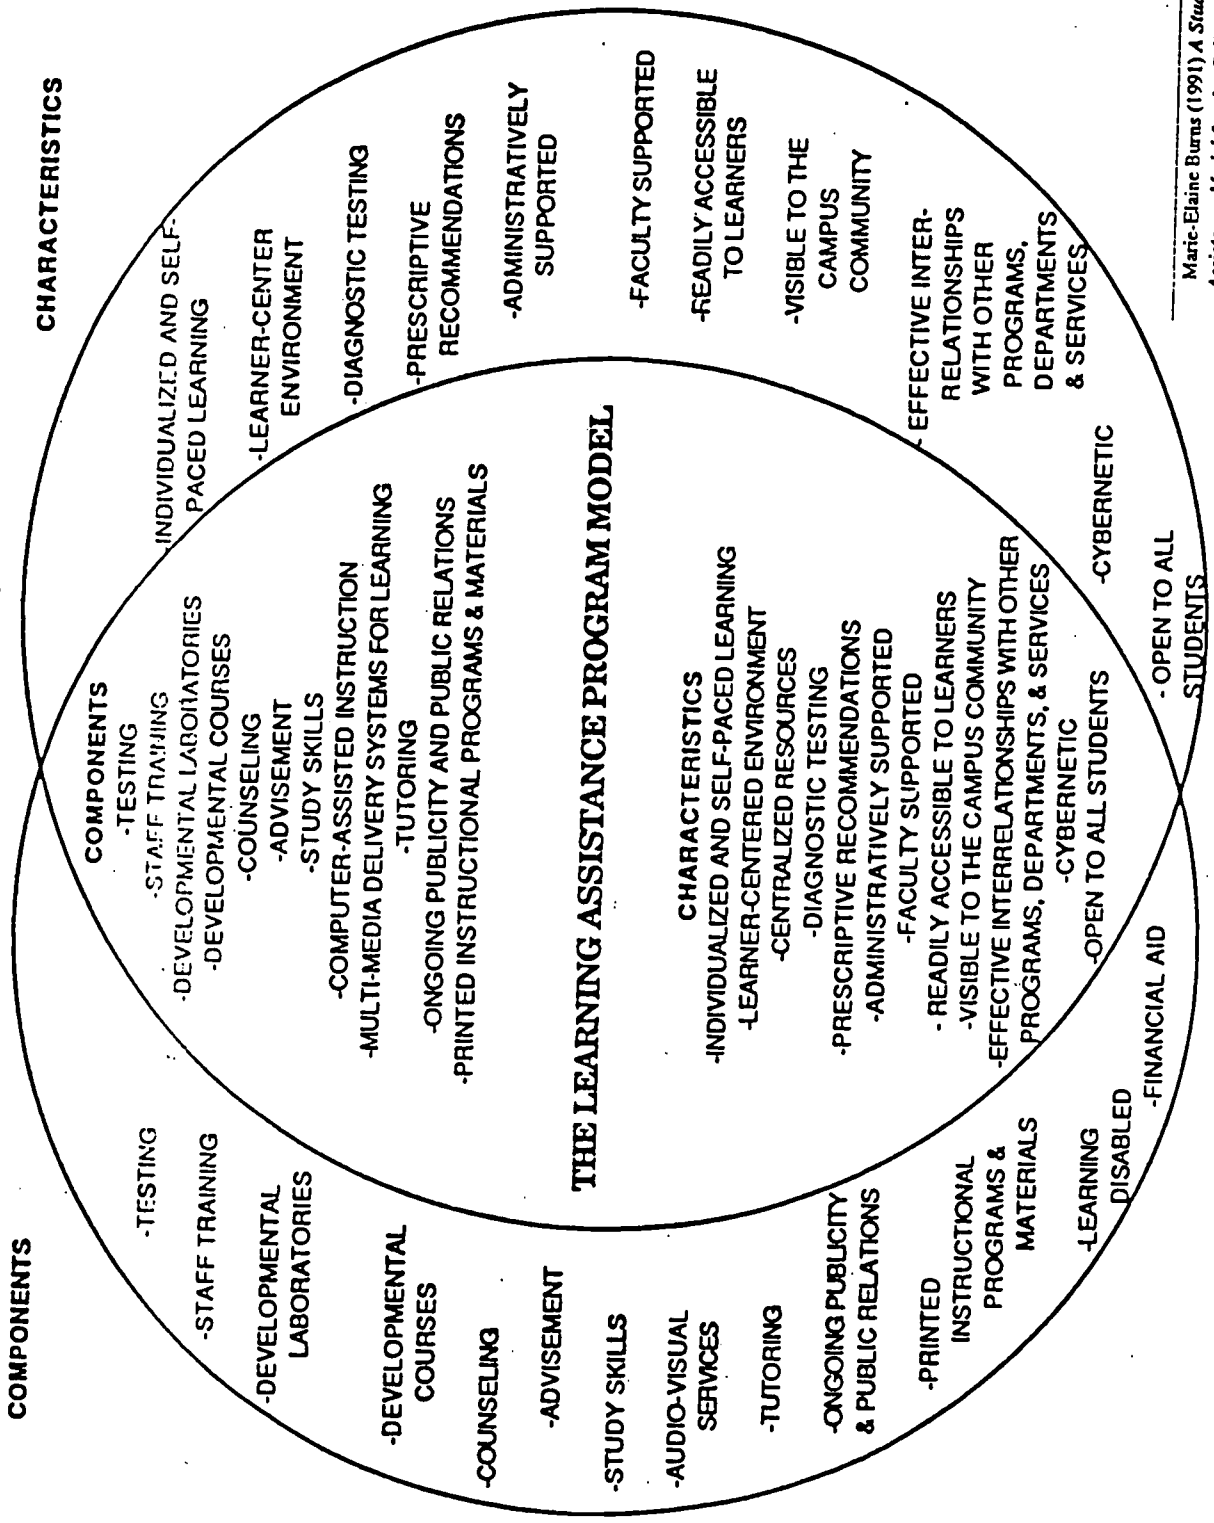 COMPONENTS
-TESTING
-STAFF TRAINING
-DEVELOPMENTAL
LABORATORIES
-DEVELOPMENTAL
COURSES
-COUNSELING
-ADVISEMENT
-STUDY SKILLS
-AUDIO-VISUAL
SERVICES
-TUTORING
-ONGOING PUBLICITY
& PUBLIC RELATIONS
-PRINTED
INSTRUCTIONAL
PROGRAMS &
MATERIALS
-LEARNING
DISABLED
-FINANCIAL AID
COMPONENTS
-TESTING
-STAFF TRAINING
-DEVELOPMENTAL LABORATORIES
-DEVELOPMENTAL COURSES
-COUNSELING
-ADVISEMENT
-STUDY SKILLS
-COMPUTER-ASSISTED INSTRUCTION
-MULTI-MEDIA DELIVERY SYSTEMS FOR LEARNING
-TUTORING
-ONGOING PUBLICITY AND PUBLIC RELATIONS
-PRINTED INSTRUCTIONAL PROGRAMS & MATERIALS
THE LEARNING ASSISTANCE PROGRAM MODEL
CHARACTERISTICS
-INDIVIDUALIZED AND SELF-PACED LEARNING
-LEARNER-CENTERED ENVIRONMENT
-CENTRALIZED RESOURCES
-DIAGNOSTIC TESTING
-PRESCRIPTIVE RECOMMENDATIONS
-ADMINISTRATIVELY SUPPORTED
-FACULTY SUPPORTED
- READILY ACCESSIBLE TO LEARNERS
-VISIBLE TO THE CAMPUS COMMUNITY
-EFFECTIVE INTERRELATIONSHIPS WITH OTHER
PROGRAMS, DEPARTMENTS, & SERVICES
-CYBERNETIC
-OPEN TO ALL STUDENTS
CHARACTERISTICS
-INDIVIDUALIZED AND SELF-
PACED LEARNING
-LEARNER-CENTER
ENVIRONMENT
-DIAGNOSTIC TESTING
-PRESCRIPTIVE
RECOMMENDATIONS
-ADMINISTRATIVELY
SUPPORTED
-FACULTY SUPPORTED
-READILY ACCESSIBLE
TO LEARNERS
-VISIBLE TO THE
CAMPUS
COMMUNITY
- EFFECTIVE INTER-
RELATIONSHIPS
WITH OTHER
PROGRAMS,
DEPARTMENTS
& SERVICES
-CYBERNETIC
- OPEN TO ALL
STUDENTS
Marie-Elaine Burns (1991) A